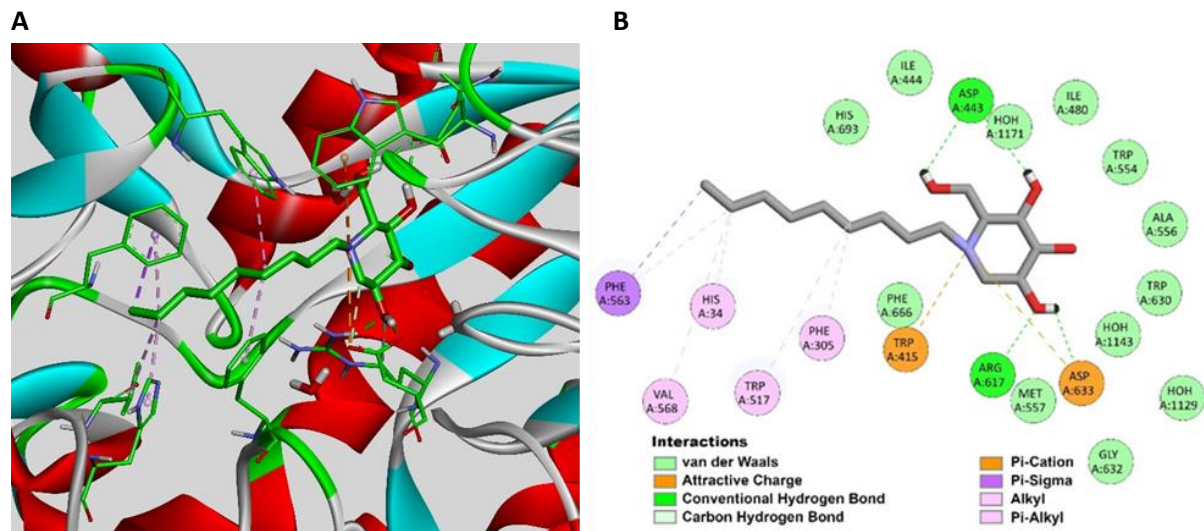 A
B
ILE
A:444
ASP
A:443
ILE
A:480
HIS
A:693
HOH
A:1171
TRP
A:554
ALA
A:556
PHE
A:563
HIS
A:34
PHE
A:305
PHE
A:666
TRP
A:415
TRP
A:630
HOH
A:1143
VAL
A:568
TRP
A:517
ARG
A:617
MET
A:557
ASP
A:633
HOH
A:1129
GLY
A:632
Interactions
van der Waals
Attractive Charge
Conventional Hydrogen Bond
Carbon Hydrogen Bond
Pi-Cation
Pi-Sigma
Alkyl
Pi-Alkyl